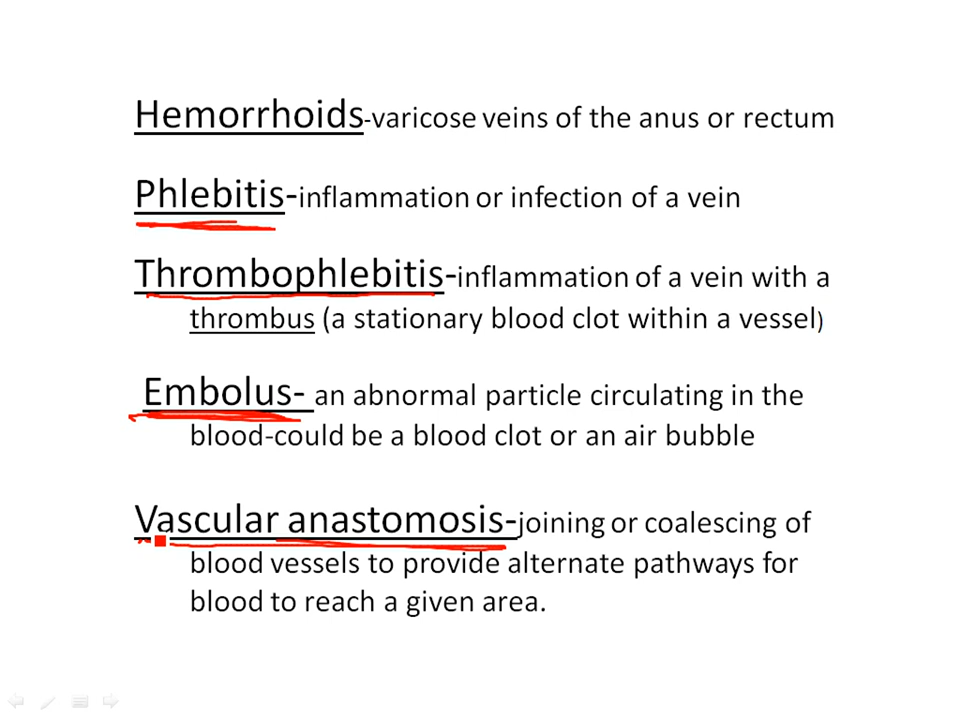 Hemorrhoids-varicose veins of the anus or rectum
Phlebitis-inflammation or infection of a vein
Thrombophlebitis-inflammation of a vein with a
thrombus (a stationary blood clot within a vessel)
Embolus- an abnormal particle circulating in the
blood-could be a blood clot or an air bubble
Vascular anastomosis-joining or coalescing of
blood vessels to provide alternate pathways for
blood to reach a given area.